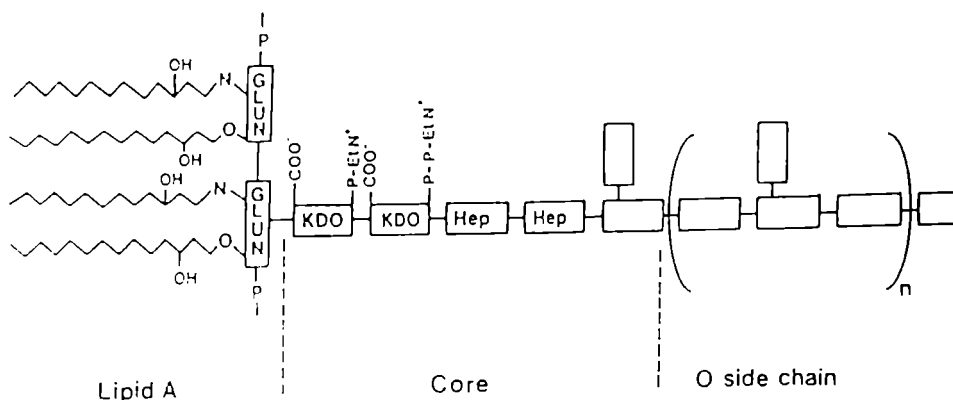 P
OH
N
GLUN
O
OH
COO⁻
P-EtN⁺
COO⁻
P-P-EtN⁺
OH
N
GLUN
KDO
KDO
Hep
Hep
O
OH
P
n
Lipid A
Core
O side chain